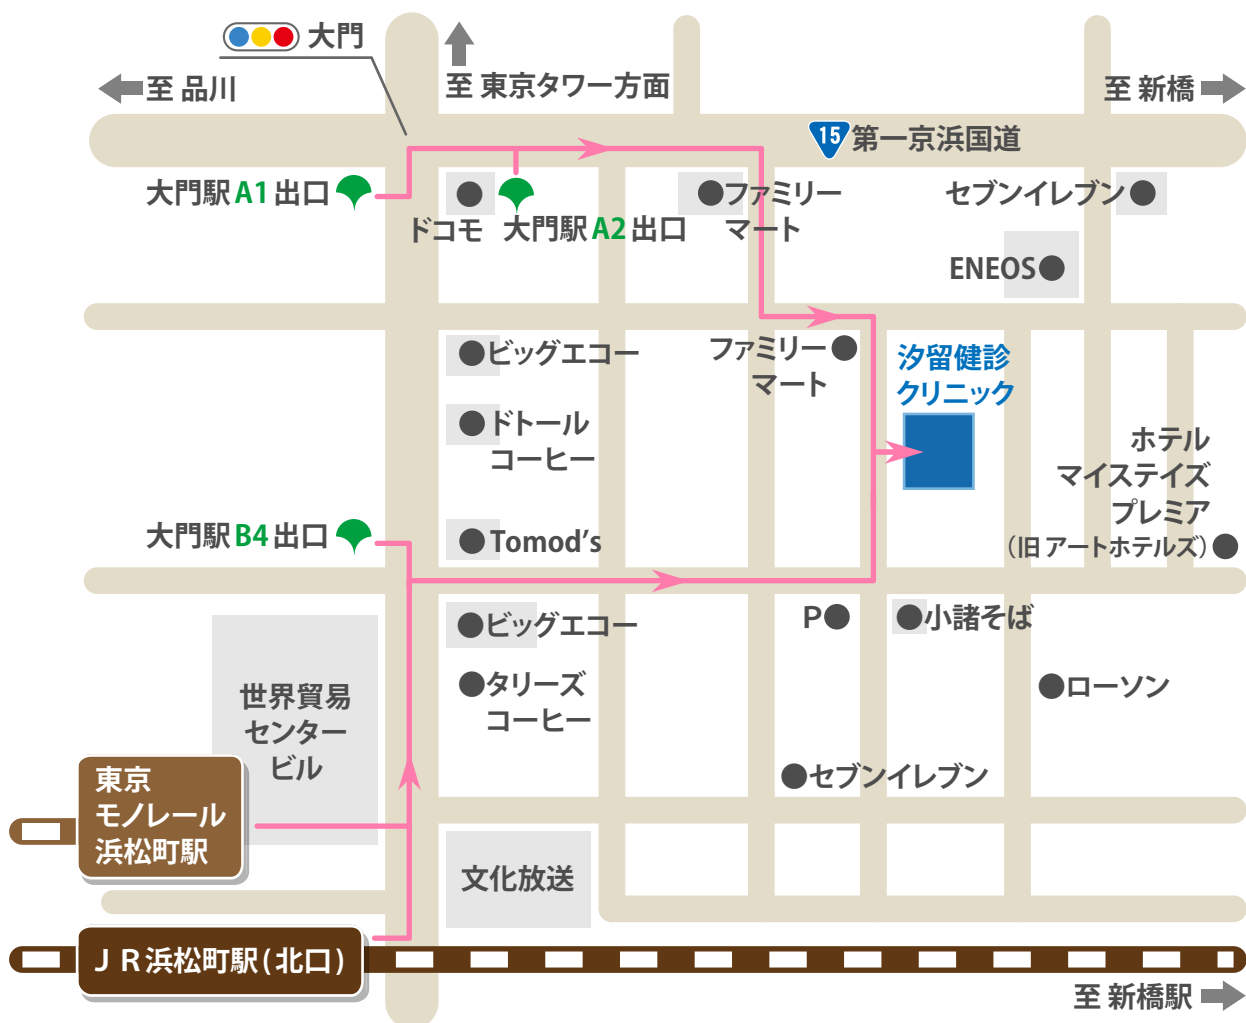 大門
至 東京タワー方面
至 品川
至 新橋
15
第一京浜国道
大門駅 A1 出口
ドコモ
大門駅 A2 出口
ファミリー
マート
セブンイレブン
ENEOS
ビッグエコー
ファミリー
マート
汐留健診
クリニック
ドトール
コーヒー
ホテル
マイステイズ
プレミア
(旧 アートホテルズ)
大門駅 B4 出口
Tomod's
ビッグエコー
P
小諸そば
世界貿易
センター
ビル
タリーズ
コーヒー
ローソン
東京
モノレール
浜松町駅
セブンイレブン
文化放送
JR浜松町駅(北口)
至 新橋駅